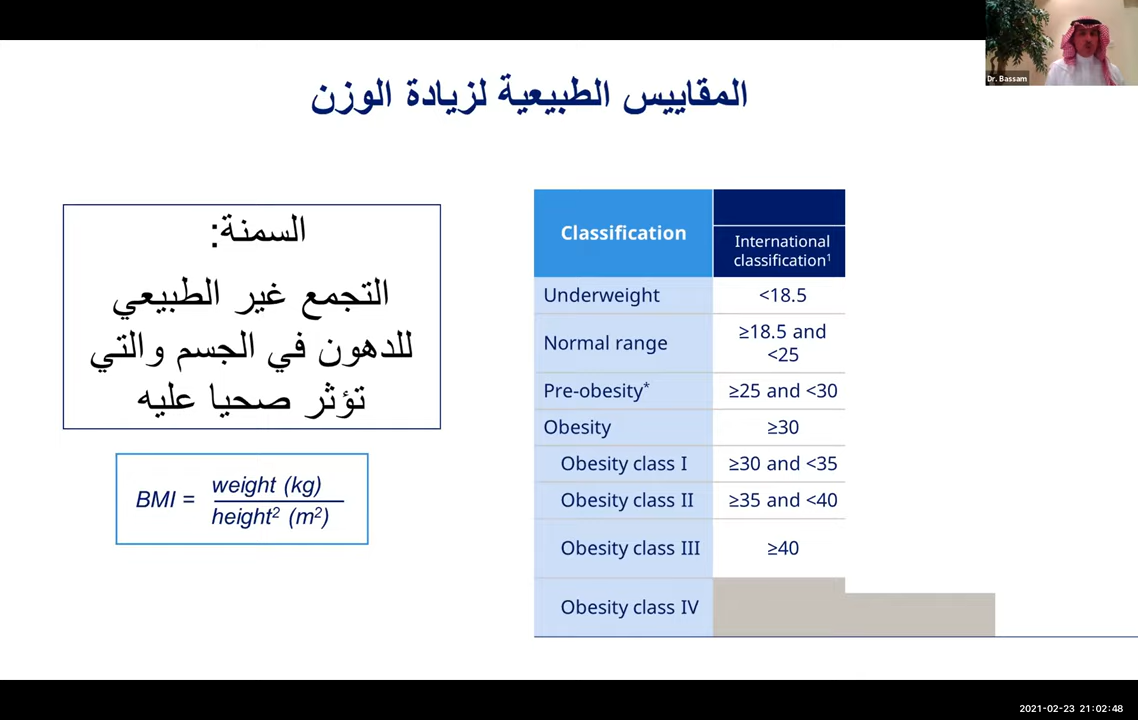 Dr. Bassam
المقاييس الطبيعية لزيادة الوزن
السمنة:
التجمع غير الطبيعي
للدهون في الجسم والتي
تؤثر صحيا عليه
BMI = weight (kg)
height² (m²)
Classification
International
classification¹
Underweight <18.5
Normal range ≥18.5 and
<25
Pre-obesity* ≥25 and <30
Obesity ≥30
Obesity class I ≥30 and <35
Obesity class II ≥35 and <40
Obesity class III ≥40
Obesity class IV
2021-02-23 21:02:48